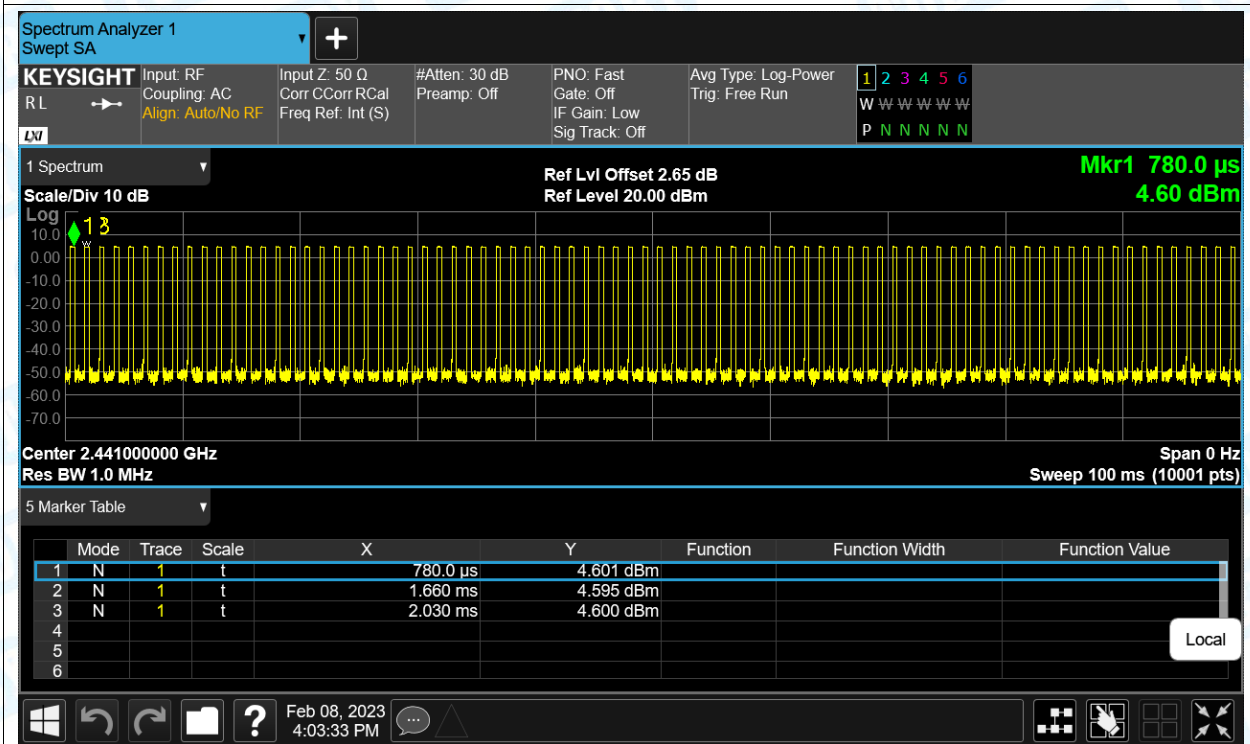 Spectrum Analyzer 1
Swept SA
KEYSIGHT
R L
LXI
Input: RF
Coupling: AC
Align: Auto/No RF
Input Z: 50 Ω
Corr CCorr RCal
Freq Ref: Int (S)
#Atten: 30 dB
Preamp: Off
PNO: Fast
Gate: Off
IF Gain: Low
Sig Track: Off
Avg Type: Log-Power
Trig: Free Run
1 2 3 4 5 6
W W W W W W
P N N N N N
1 Spectrum
Scale/Div 10 dB
Ref Lvl Offset 2.65 dB
Ref Level 20.00 dBm
Mkr1 780.0 µs
4.60 dBm
Log
10.0
0.00
-10.0
-20.0
-30.0
-40.0
-50.0
-60.0
-70.0
1 3
Center 2.441000000 GHz
Res BW 1.0 MHz
Span 0 Hz
Sweep 100 ms (10001 pts)
5 Marker Table
Mode Trace Scale X Y Function Function Width Function Value
1 N 1 t 780.0 µs 4.601 dBm
2 N 1 t 1.660 ms 4.595 dBm
3 N 1 t 2.030 ms 4.600 dBm
4
5
6
Local
?
Feb 08, 2023
4:03:33 PM